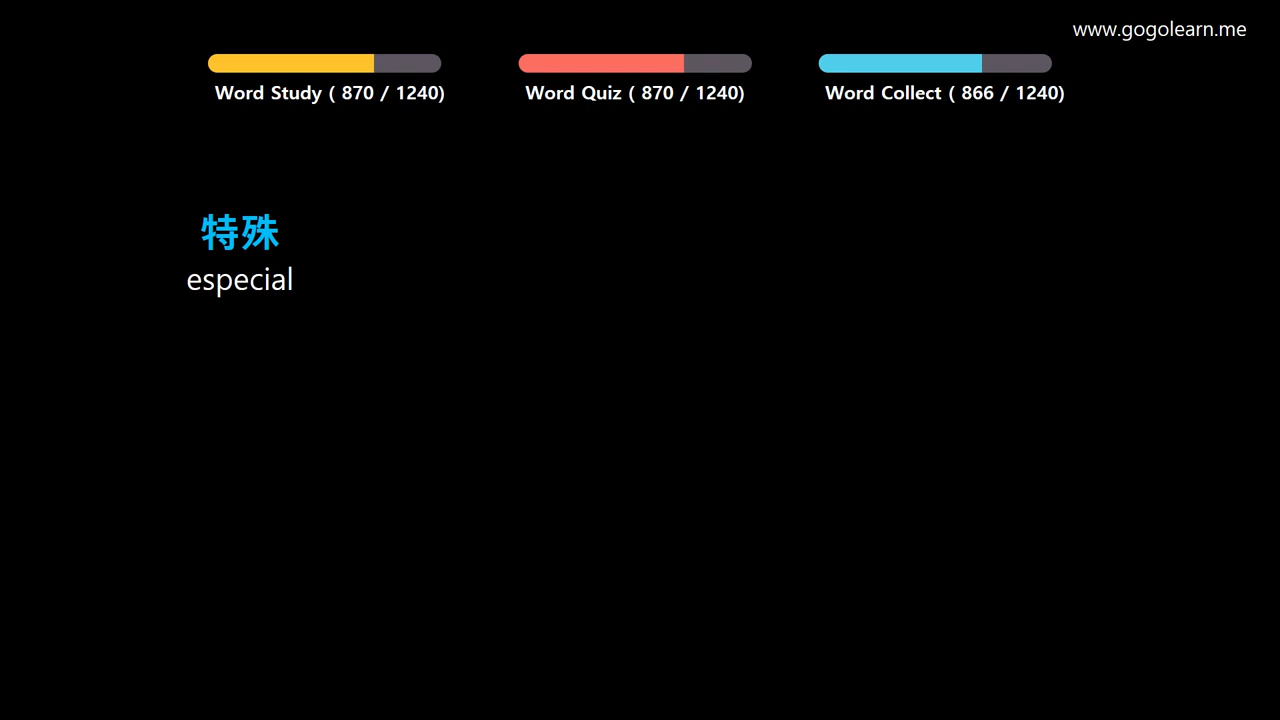 www.gogolearn.me
Word Study ( 870 / 1240)
Word Quiz ( 870 / 1240)
Word Collect ( 866 / 1240)
特殊
especial